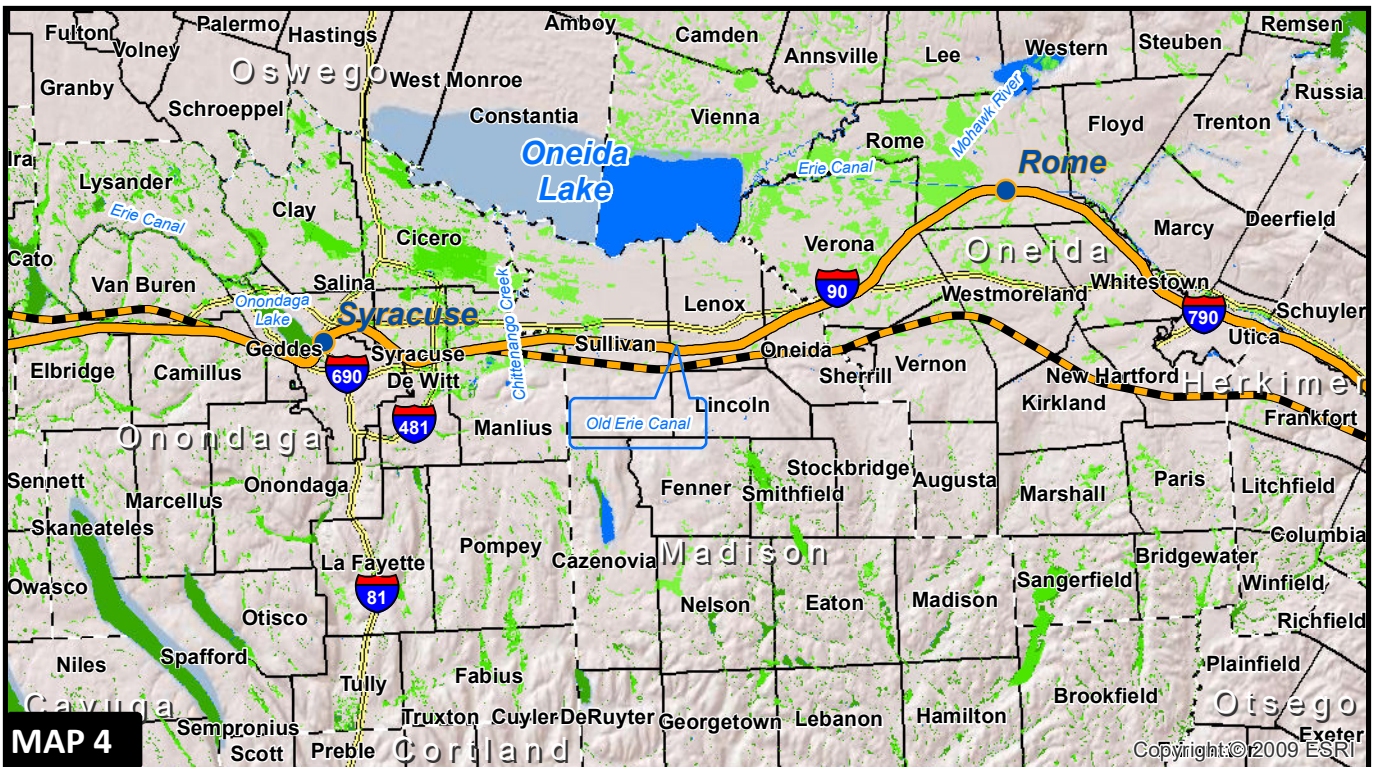 Fulton
Volney
Palermo
Hastings
Amboy
Camden
Annsville
Lee
Western
Steuben
Remsen
Granby
Oswego
West Monroe
Schroeppel
Constantia
Vienna
Mohawk River
Russia
Floyd
Trenton
Ira
Rome
Oneida
Lake
Erie Canal
Rome
Lysander
Erie Canal
Clay
Cicero
Verona
Oneida
Marcy
Deerfield
Cato
Van Buren
Salina
Onondaga
Lake
Syracuse
Chittenango Creek
Lenox
90
Westmoreland
Whitestown
790
Schuyler
Utica
Geddes
Syracuse
Sullivan
Oneida
Elbridge
Camillus
690
De Witt
Sherrill
Vernon
New Hartford
Herkimer
Kirkland
Frankfort
Onondaga
481
Manlius
Lincoln
Old Erie Canal
Sennett
Marcellus
Onondaga
Fenner
Smithfield
Stockbridge
Augusta
Marshall
Paris
Litchfield
Skaneateles
La Fayette
Pompey
Cazenovia
Madison
Columbia
Bridgewater
Owasco
81
Otisco
Nelson
Eaton
Madison
Sangerfield
Winfield
Richfield
Niles
Spafford
Tully
Fabius
Brookfield
Plainfield
Cayuga
Otsego
Sempronius
Scott
Preble
Truxton
Cuyler
DeRuyter
Georgetown
Lebanon
Hamilton
Cortland
Exeter
MAP 4
Copyright:© 2009 ESRI